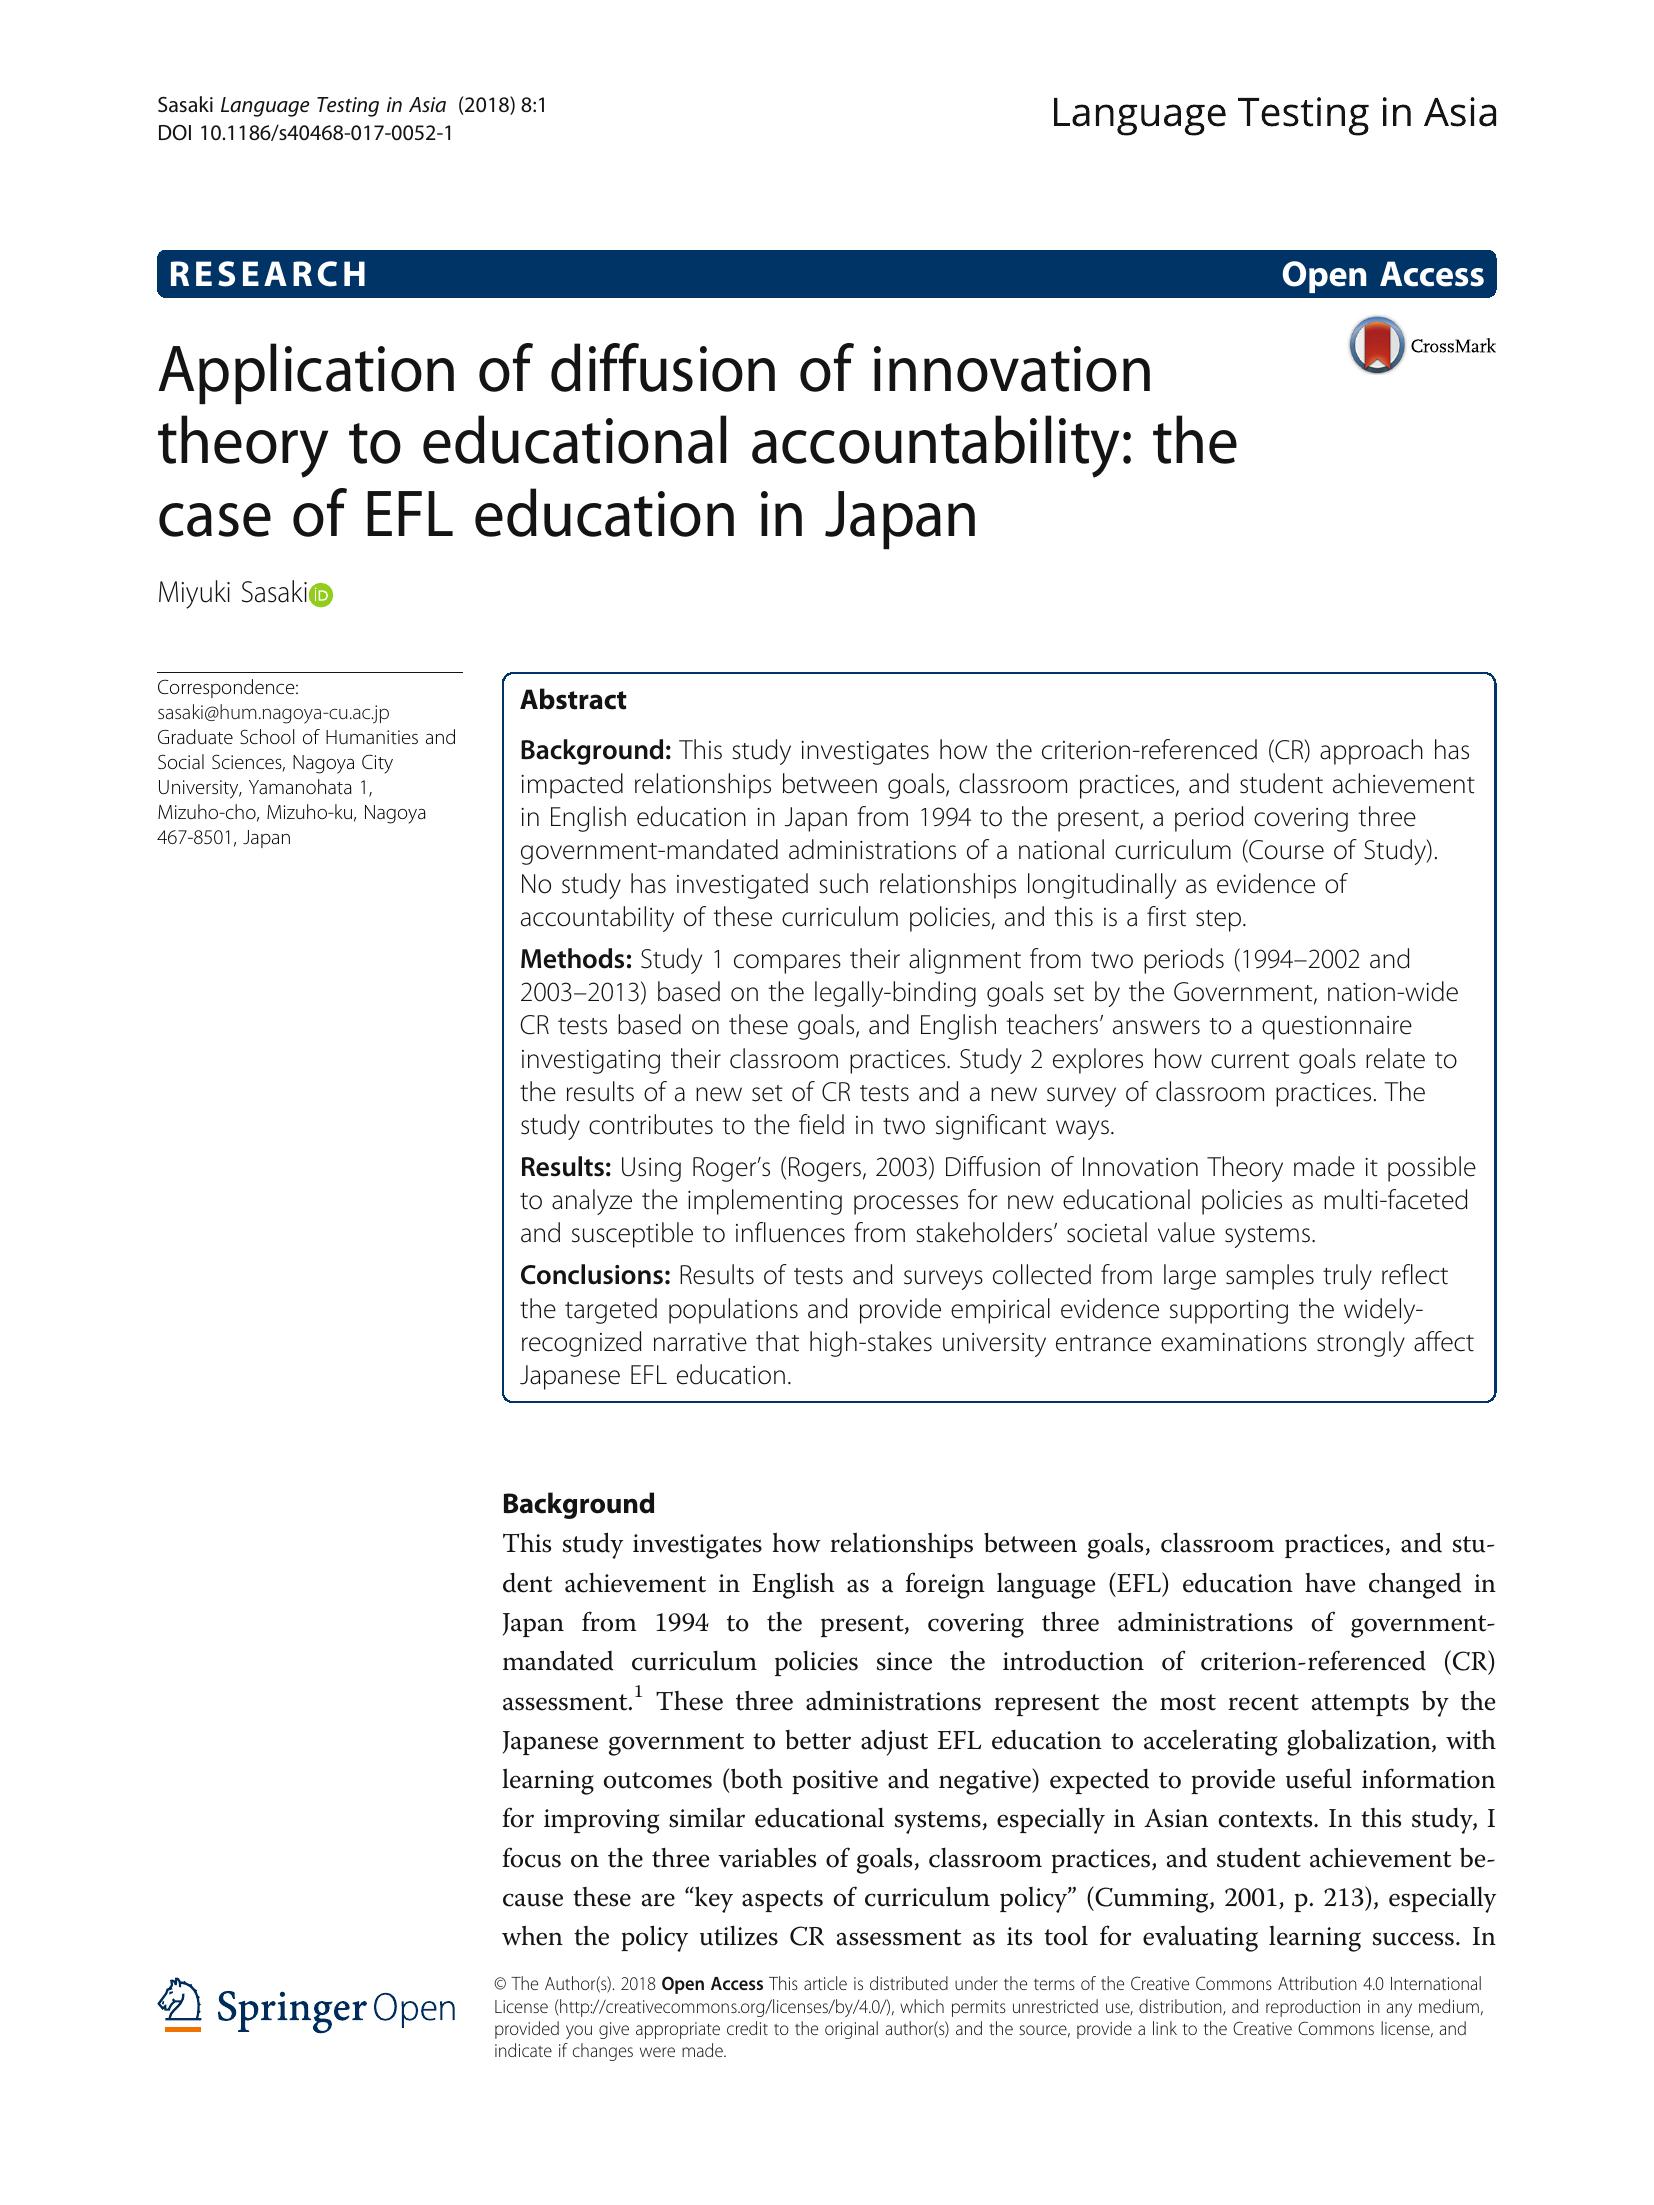 Sasaki Language Testing in Asia (2018) 8:1
DOI 10.1186/s40468-017-0052-1
Language Testing in Asia
RESEARCH
Open Access
CrossMark
Application of diffusion of innovation
theory to educational accountability: the
case of EFL education in Japan
Miyuki Sasaki
iD
Correspondence:
sasaki@hum.nagoya-cu.ac.jp
Graduate School of Humanities and
Social Sciences, Nagoya City
University, Yamanohata 1,
Mizuho-cho, Mizuho-ku, Nagoya
467-8501, Japan
Abstract
Background: This study investigates how the criterion-referenced (CR) approach has
impacted relationships between goals, classroom practices, and student achievement
in English education in Japan from 1994 to the present, a period covering three
government-mandated administrations of a national curriculum (Course of Study).
No study has investigated such relationships longitudinally as evidence of
accountability of these curriculum policies, and this is a first step.
Methods: Study 1 compares their alignment from two periods (1994–2002 and
2003–2013) based on the legally-binding goals set by the Government, nation-wide
CR tests based on these goals, and English teachers’ answers to a questionnaire
investigating their classroom practices. Study 2 explores how current goals relate to
the results of a new set of CR tests and a new survey of classroom practices. The
study contributes to the field in two significant ways.
Results: Using Roger’s (Rogers, 2003) Diffusion of Innovation Theory made it possible
to analyze the implementing processes for new educational policies as multi-faceted
and susceptible to influences from stakeholders’ societal value systems.
Conclusions: Results of tests and surveys collected from large samples truly reflect
the targeted populations and provide empirical evidence supporting the widely-
recognized narrative that high-stakes university entrance examinations strongly affect
Japanese EFL education.
Background
This study investigates how relationships between goals, classroom practices, and stu-
dent achievement in English as a foreign language (EFL) education have changed in
Japan from 1994 to the present, covering three administrations of government-
mandated curriculum policies since the introduction of criterion-referenced (CR)
assessment.1 These three administrations represent the most recent attempts by the
Japanese government to better adjust EFL education to accelerating globalization, with
learning outcomes (both positive and negative) expected to provide useful information
for improving similar educational systems, especially in Asian contexts. In this study, I
focus on the three variables of goals, classroom practices, and student achievement be-
cause these are “key aspects of curriculum policy” (Cumming, 2001, p. 213), especially
when the policy utilizes CR assessment as its tool for evaluating learning success. In
Springer Open
© The Author(s). 2018 Open Access This article is distributed under the terms of the Creative Commons Attribution 4.0 International
License (http://creativecommons.org/licenses/by/4.0/), which permits unrestricted use, distribution, and reproduction in any medium,
provided you give appropriate credit to the original author(s) and the source, provide a link to the Creative Commons license, and
indicate if changes were made.